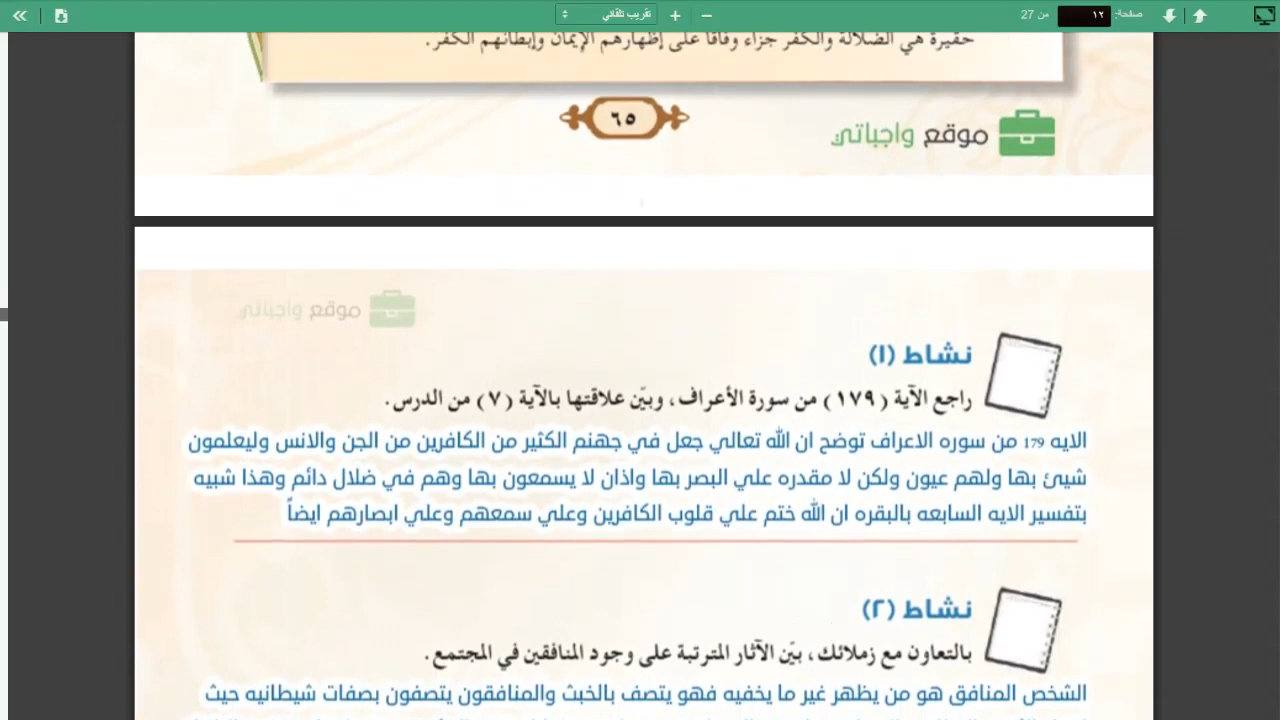 صفحة: ١٢ من 27
تقريب تلقائي
حقيرة هي الضلالة والكفر جزاء وفاقًا على إظهارهم الإيمان وإبطانهم الكفر.
٦٥
موقع واجباتي
موقع واجباتي
نشاط (١)
راجع الآية (١٧٩) من سورة الأعراف، وبيّن علاقتها بالآية (٧) من الدرس.
الايه 179 من سوره الاعراف توضح ان الله تعالي جعل في جهنم الكثير من الكافرين من الجن والانس وليعلمون
شيئ بها ولهم عيون ولكن لا مقدره علي البصر بها واذان لا يسمعون بها وهم في ضلال دائم وهذا شبيه
بتفسير الايه السابعه بالبقره ان الله ختم علي قلوب الكافرين وعلي سمعهم وعلي ابصارهم ايضاً
نشاط (٢)
بالتعاون مع زملائك، بيّن الآثار المترتبة على وجود المنافقين في المجتمع.
الشخص المنافق هو من يظهر غير ما يخفيه فهو يتصف بالخبث والمنافقون يتصفون بصفات شيطانيه حيث